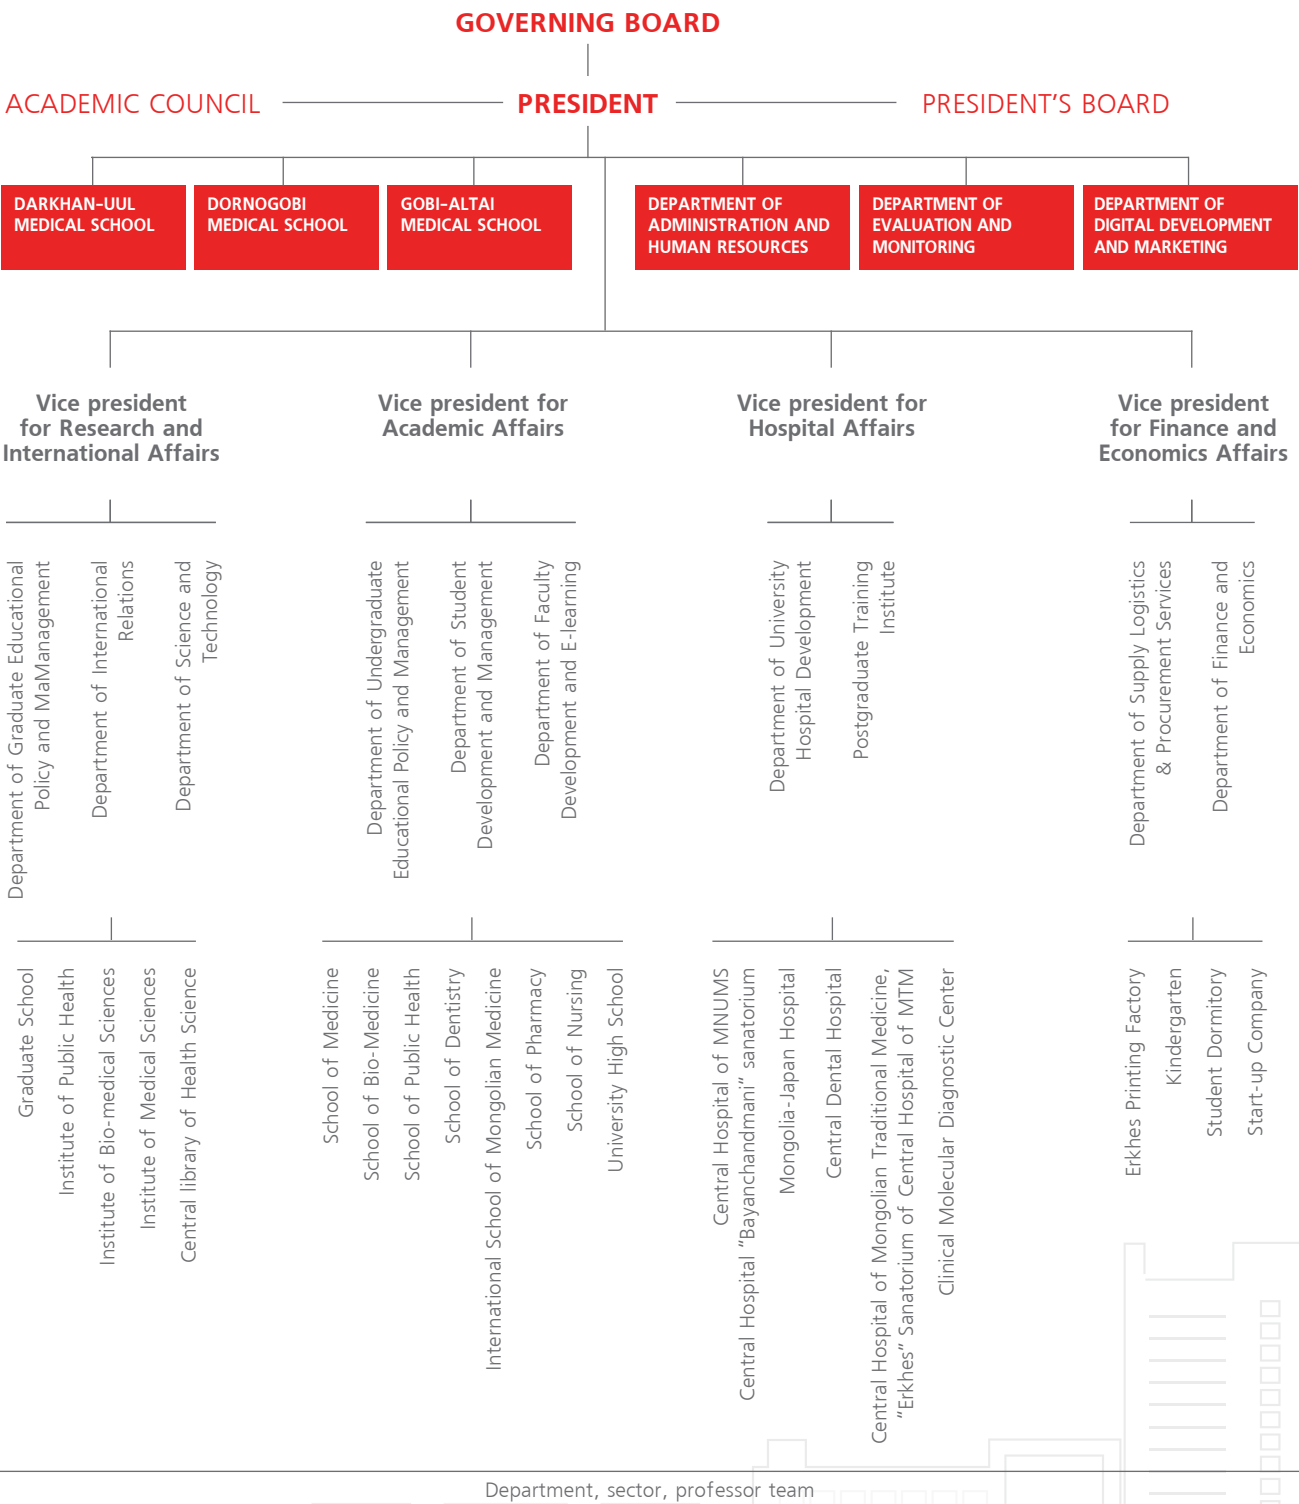 GOVERNING BOARD
ACADEMIC COUNCIL
PRESIDENT
PRESIDENT'S BOARD
DARKHAN-UUL
MEDICAL SCHOOL
DORNOGOBI
MEDICAL SCHOOL
GOBI-ALTAI
MEDICAL SCHOOL
DEPARTMENT OF
ADMINISTRATION AND
HUMAN RESOURCES
DEPARTMENT OF
EVALUATION AND
MONITORING
DEPARTMENT OF
DIGITAL DEVELOPMENT
AND MARKETING
Vice president
for Research and
International Affairs
Vice president for
Academic Affairs
Vice president for
Hospital Affairs
Vice president
for Finance and
Economics Affairs
Department of Graduate Educational
Policy and MaManagement
Department of International
Relations
Department of Science and
Technology
Department of Undergraduate
Educational Policy and Management
Department of Student
Development and Management
Department of Faculty
Development and E-learning
Department of University
Hospital Development
Postgraduate Training
Institute
Department of Supply Logistics
& Procurement Services
Department of Finance and
Economics
Graduate School
Institute of Public Health
Institute of Bio-medical Sciences
Institute of Medical Sciences
Central library of Health Science
School of Medicine
School of Bio-Medicine
School of Public Health
School of Dentistry
International School of Mongolian Medicine
School of Pharmacy
School of Nursing
University High School
Central Hospital of MNUMS
Central Hospital "Bayanchandmani" sanatorium
Mongolia-Japan Hospital
Central Dental Hospital
Central Hospital of Mongolian Traditional Medicine,
"Erkhes" Sanatorium of Central Hospital of MTM
Clinical Molecular Diagnostic Center
Erkhes Printing Factory
Kindergarten
Student Dormitory
Start-up Company
Department, sector, professor team